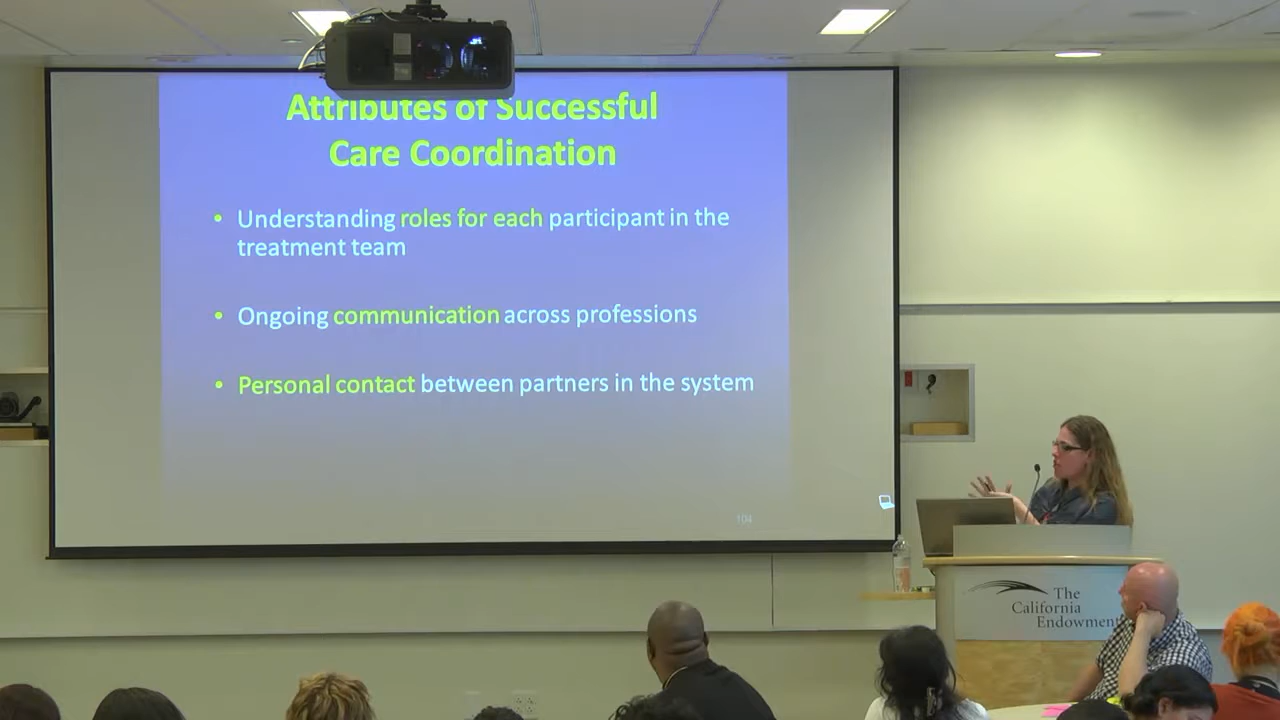 Attributes of Successful
Care Coordination
• Understanding roles for each participant in the
treatment team
• Ongoing communication across professions
• Personal contact between partners in the system
104
The
California
Endowment